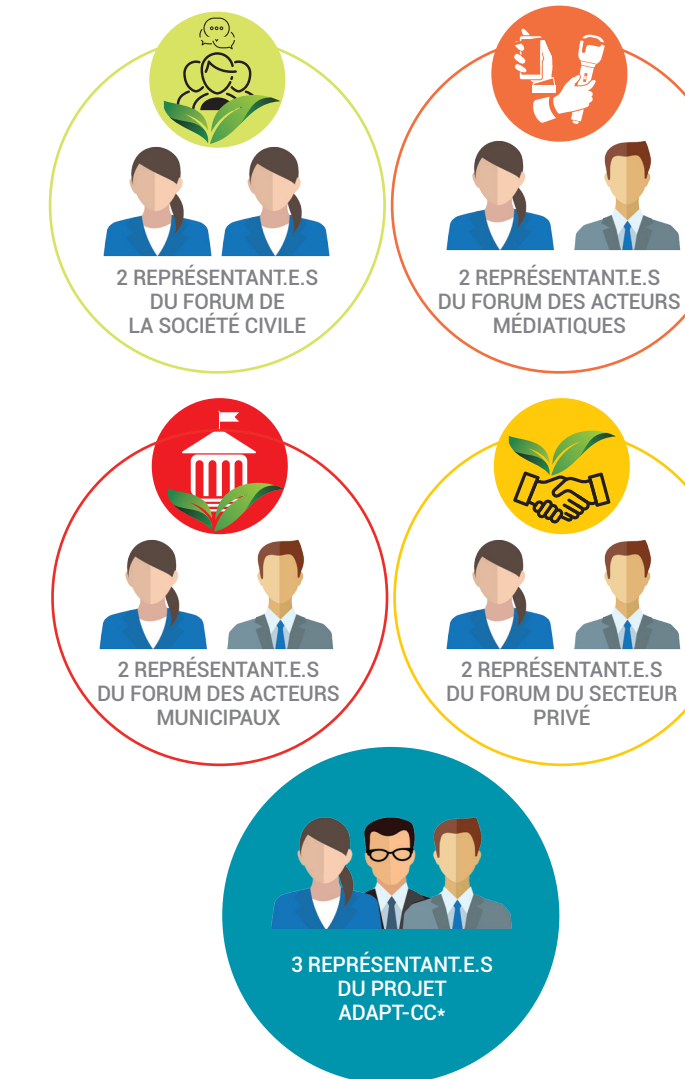 2 REPRÉSENTANT.E.S
DU FORUM DE
LA SOCIÉTÉ CIVILE
2 REPRÉSENTANT.E.S
DU FORUM DES ACTEURS
MÉDIATIQUES
2 REPRÉSENTANT.E.S
DU FORUM DES ACTEURS
MUNICIPAUX
2 REPRÉSENTANT.E.S
DU FORUM DU SECTEUR
PRIVÉ
3 REPRÉSENTANT.E.S
DU PROJET
ADAPT-CC*